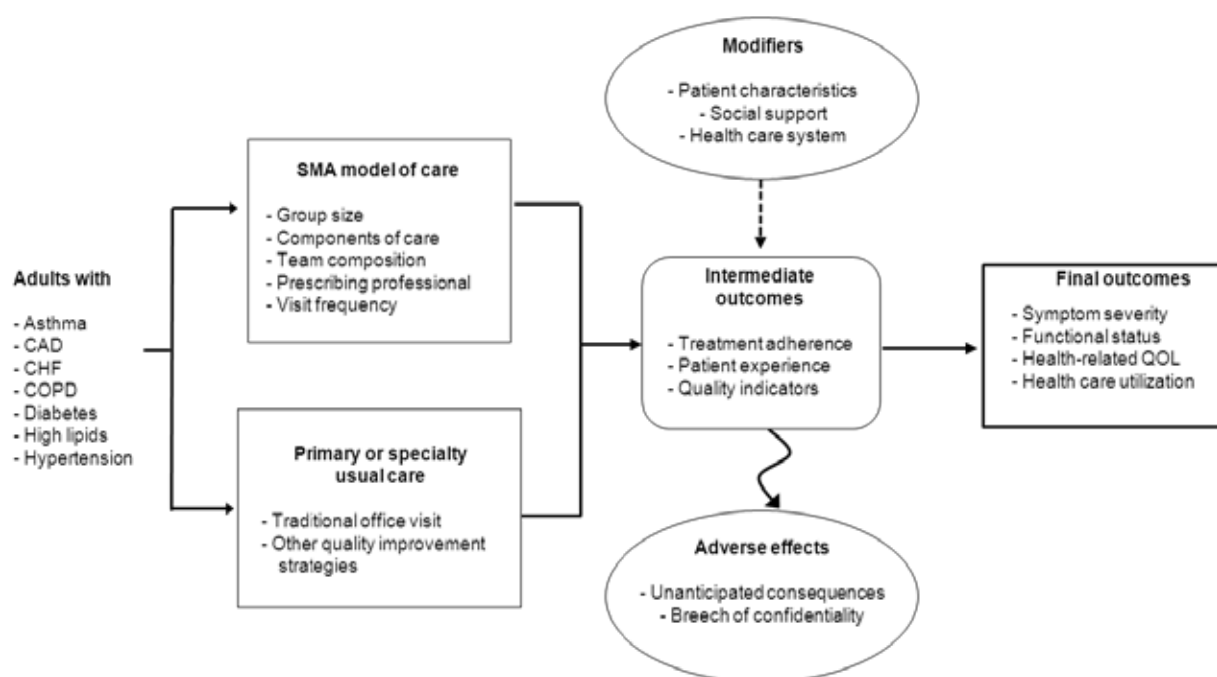 Adults with
- Asthma
- CAD
- CHF
- COPD
- Diabetes
- High lipids
- Hypertension
SMA model of care
- Group size
- Components of care
- Team composition
- Prescribing professional
- Visit frequency
Primary or specialty
usual care
- Traditional office visit
- Other quality improvement
strategies
Modifiers
- Patient characteristics
- Social support
- Health care system
Intermediate
outcomes
- Treatment adherence
- Patient experience
- Quality indicators
Adverse effects
- Unanticipated consequences
- Breech of confidentiality
Final outcomes
- Symptom severity
- Functional status
- Health-related QOL
- Health care utilization